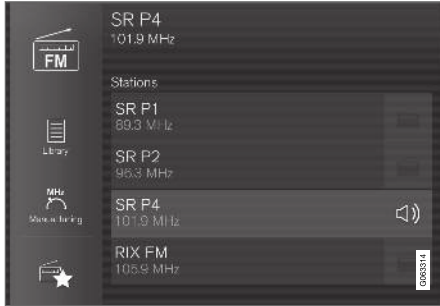 SR P4
101.9 MHz
FM
Stations
SR P1
89.3 MHz
Library
SR P2
96.3 MHz
MHz
Manual tuning
SR P4
101.9 MHz
RIX FM
105.9 MHz
G063314